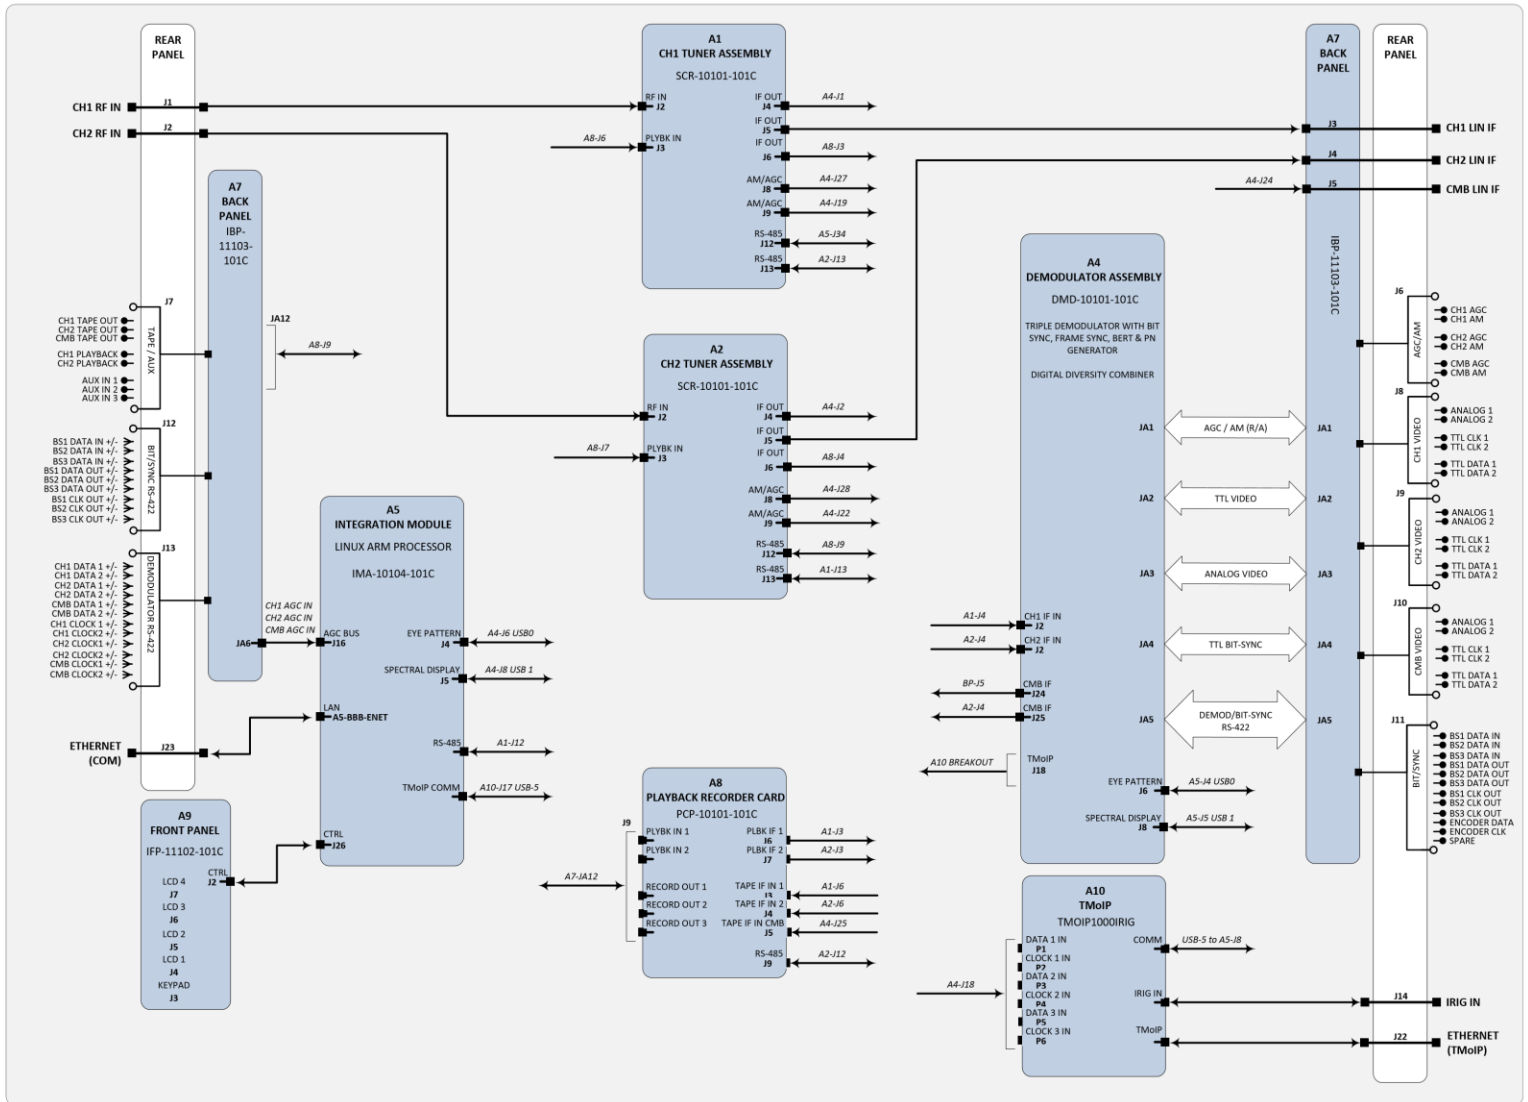 REAR
PANEL
CH1 RF IN
J1
CH2 RF IN
J2
A7
BACK
PANEL
IBP-
11103-
101C
J7
CH1 TAPE OUT
CH2 TAPE OUT
CMB TAPE OUT
CH1 PLAYBACK
CH2 PLAYBACK
AUX IN 1
AUX IN 2
AUX IN 3
TAPE / AUX
JA12
A8-J9
J12
BS1 DATA IN +/-
BS2 DATA IN +/-
BS3 DATA IN +/-
BS1 DATA OUT +/-
BS2 DATA OUT +/-
BS3 DATA OUT +/-
BS1 CLK OUT +/-
BS2 CLK OUT +/-
BS3 CLK OUT +/-
BIT/SYNC RS-422
J13
CH1 DATA 1 +/-
CH1 DATA 2 +/-
CH2 DATA 1 +/-
CH2 DATA 2 +/-
CMB DATA 1 +/-
CMB DATA 2 +/-
CH1 CLOCK1 +/-
CH1 CLOCK2 +/-
CH2 CLOCK1 +/-
CH2 CLOCK2 +/-
CMB CLOCK1 +/-
CMB CLOCK2 +/-
DEMODULATOR RS-422
JA6
CH1 AGC IN
CH2 AGC IN
CMB AGC IN
ETHERNET
(COM)
J23
A9
FRONT PANEL
IFP-11102-101C
CTRL
J2
LCD 4
J7
LCD 3
J6
LCD 2
J5
LCD 1
J4
KEYPAD
J3
A5
INTEGRATION MODULE
LINUX ARM PROCESSOR
IMA-10104-101C
AGC BUS
J16
EYE PATTERN
J4
A4-J6 USB0
SPECTRAL DISPLAY
J5
A4-J8 USB 1
LAN
A5-BBB-ENET
RS-485
A1-J12
TMoIP COMM
A10-J17 USB-5
CTRL
J26
A1
CH1 TUNER ASSEMBLY
SCR-10101-101C
RF IN
J2
A8-J6
PLYBK IN
J3
IF OUT
J4
A4-J1
IF OUT
J5
IF OUT
J6
A8-J3
AM/AGC
J8
A4-J27
AM/AGC
J9
A4-J19
RS-485
J12
A5-J34
RS-485
J13
A2-J13
A2
CH2 TUNER ASSEMBLY
SCR-10101-101C
RF IN
J2
A8-J7
PLYBK IN
J3
IF OUT
J4
A4-J2
IF OUT
J5
IF OUT
J6
A8-J4
AM/AGC
J8
A4-J28
AM/AGC
J9
A4-J22
RS-485
J12
A8-J9
RS-485
J13
A1-J13
A8
PLAYBACK RECORDER CARD
PCP-10101-101C
J9
A7-JA12
PLYBK IN 1
PLYBK IN 2
RECORD OUT 1
RECORD OUT 2
RECORD OUT 3
PLBK IF 1
J6
A1-J3
PLBK IF 2
J7
A2-J3
TAPE IF IN 1
J3
A1-J6
TAPE IF IN 2
J4
A2-J6
TAPE IF IN CMB
J5
A4-J25
RS-485
J9
A2-J12
A4
DEMODULATOR ASSEMBLY
DMD-10101-101C
TRIPLE DEMODULATOR WITH BIT
SYNC, FRAME SYNC, BERT & PN
GENERATOR
DIGITAL DIVERSITY COMBINER
JA1
AGC / AM (R/A)
JA1
JA2
TTL VIDEO
JA2
JA3
ANALOG VIDEO
JA3
JA4
TTL BIT-SYNC
JA4
JA5
DEMOD/BIT-SYNC
RS-422
JA5
A1-J4
CH1 IF IN
J2
A2-J4
CH2 IF IN
J2
BP-J5
CMB IF
J24
A2-J4
CMB IF
J25
A10 BREAKOUT
TMoIP
J18
EYE PATTERN
J6
A5-J4 USB0
SPECTRAL DISPLAY
J8
A5-J5 USB 1
A10
TMoIP
TMOIP1000IRIG
A4-J18
DATA 1 IN
P1
CLOCK 1 IN
P2
DATA 2 IN
P3
CLOCK 2 IN
P4
DATA 3 IN
P5
CLOCK 3 IN
P6
COMM
USB-5 to A5-J8
IRIG IN
TMoIP
A7
BACK
PANEL
IBP-11103-101C
REAR
PANEL
J3
CH1 LIN IF
J4
CH2 LIN IF
A4-J24
J5
CMB LIN IF
J6
AGC/AM
CH1 AGC
CH1 AM
CH2 AGC
CH2 AM
CMB AGC
CMB AM
J8
CH1 VIDEO
ANALOG 1
ANALOG 2
TTL CLK 1
TTL CLK 2
TTL DATA 1
TTL DATA 2
J9
CH2 VIDEO
ANALOG 1
ANALOG 2
TTL CLK 1
TTL CLK 2
TTL DATA 1
TTL DATA 2
J10
CMB VIDEO
ANALOG 1
ANALOG 2
TTL CLK 1
TTL CLK 2
TTL DATA 1
TTL DATA 2
J11
BIT/SYNC
BS1 DATA IN
BS2 DATA IN
BS3 DATA IN
BS1 DATA OUT
BS2 DATA OUT
BS3 DATA OUT
BS1 CLK OUT
BS2 CLK OUT
BS3 CLK OUT
ENCODER DATA
ENCODER CLK
SPARE
J14
IRIG IN
J22
ETHERNET
(TMoIP)